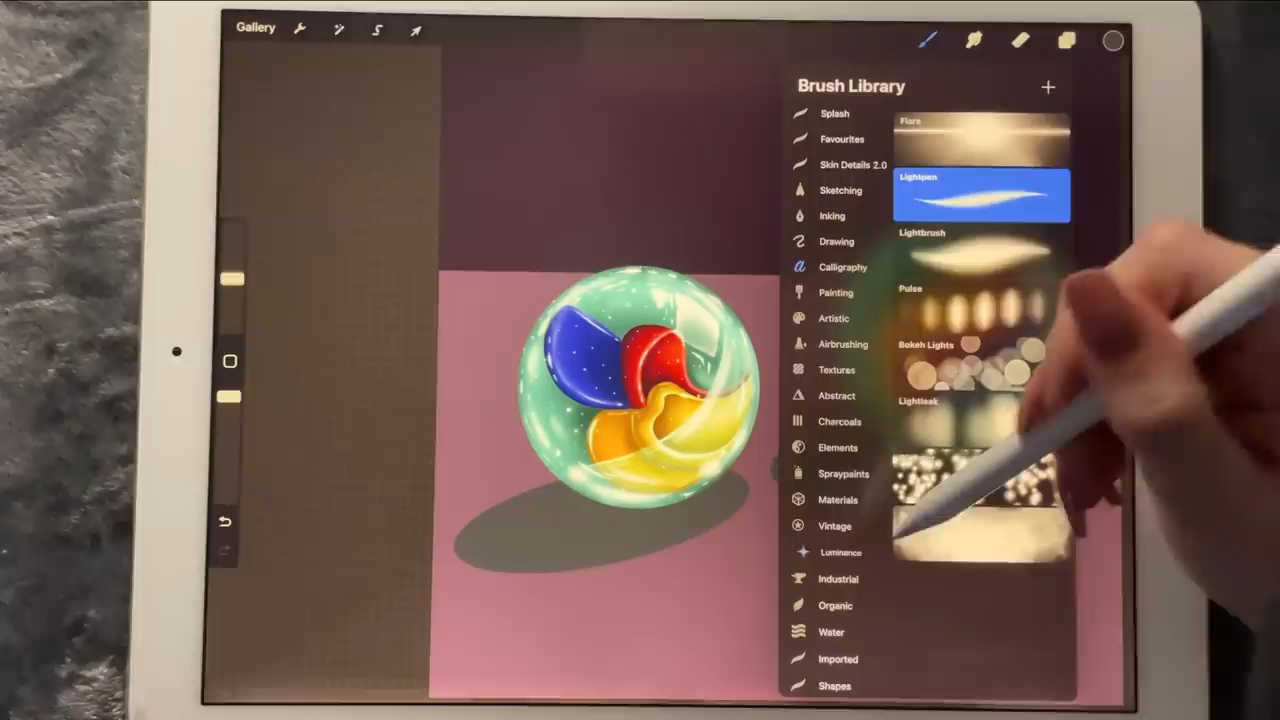 Gallery
Brush Library
Splash
Favourites
Skin Details 2.0
Sketching
Inking
Drawing
Calligraphy
Painting
Artistic
Airbrushing
Textures
Abstract
Charcoals
Elements
Spraypaints
Materials
Vintage
Luminance
Industrial
Organic
Water
Imported
Shapes
Flare
Lightpen
Lightbrush
Pulse
Bokeh Lights
Lightleak